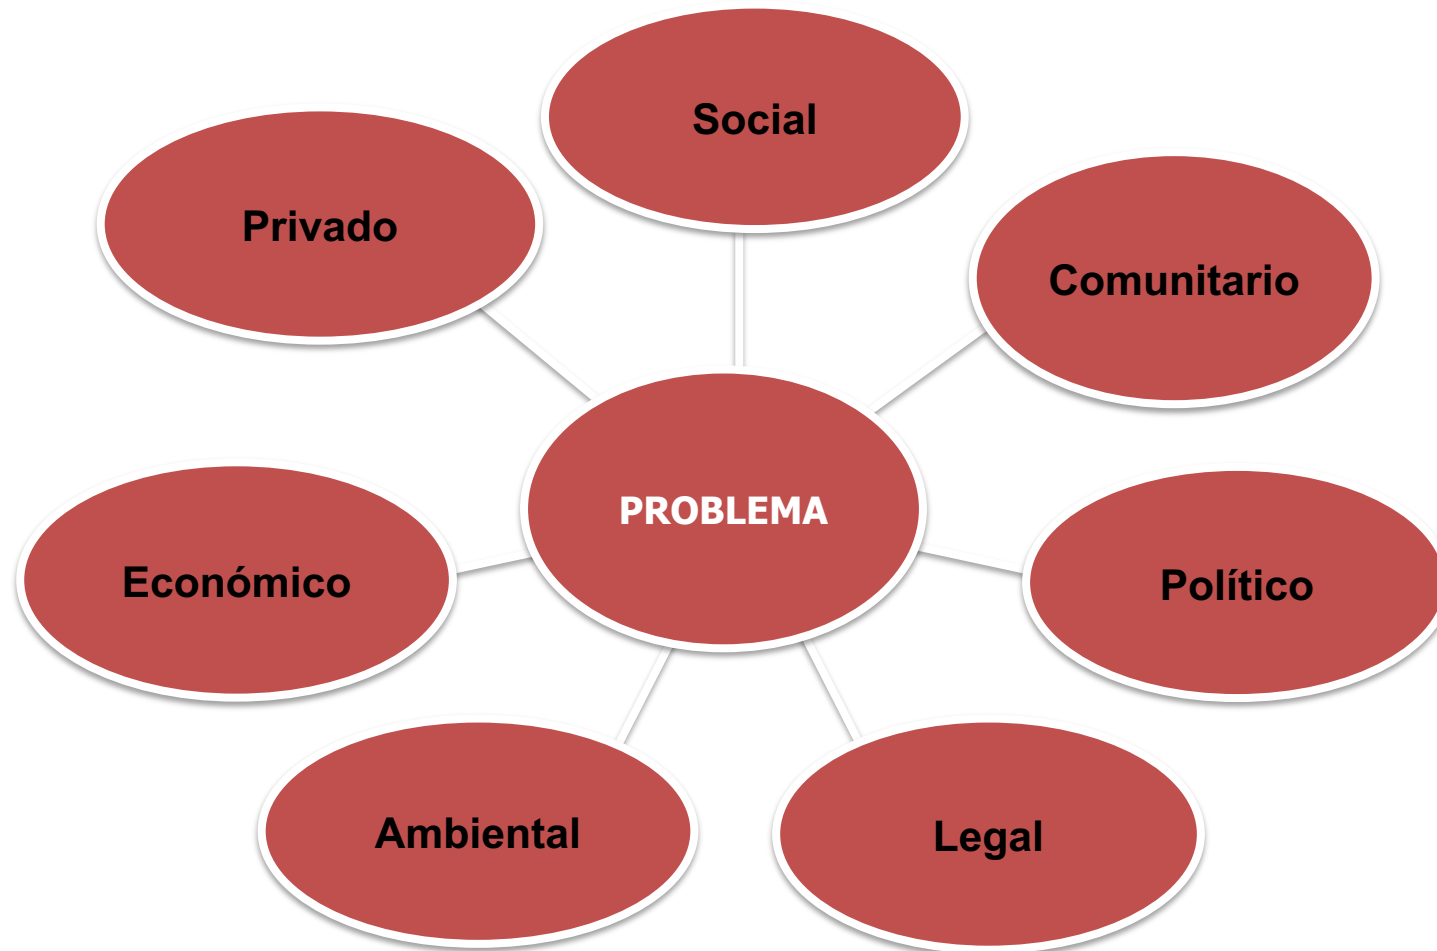 Social
Privado
Comunitario
PROBLEMA
Económico
Político
Ambiental
Legal